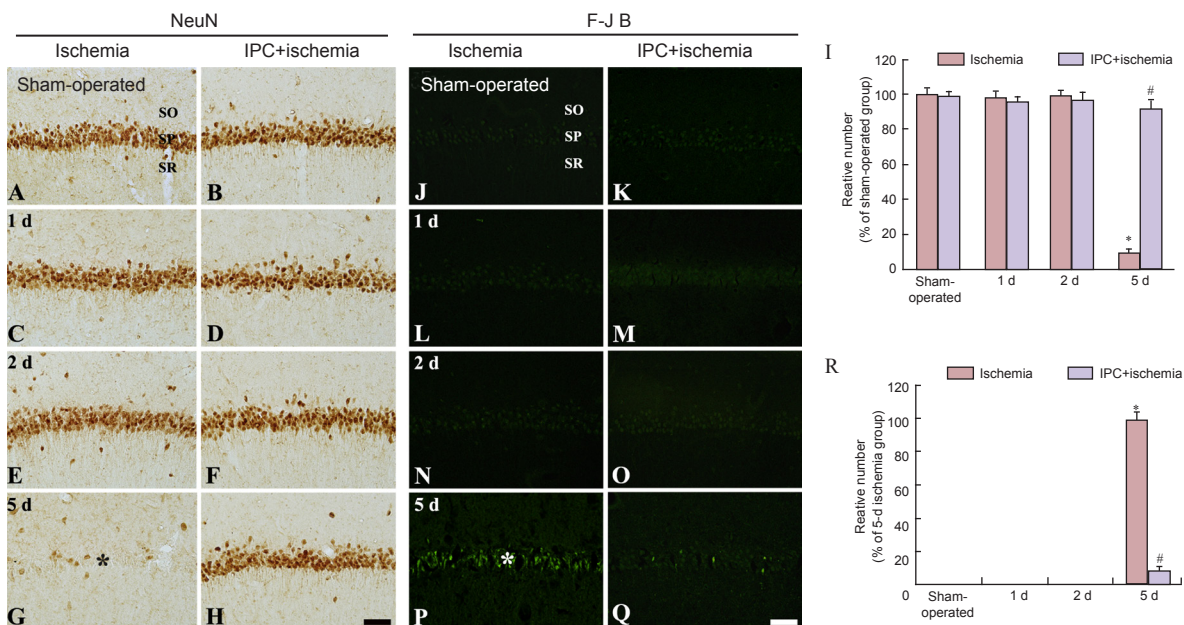 NeuN
F-J B
Ischemia
IPC+ischemia
Ischemia
IPC+ischemia
Sham-operated
SO
SP
SR
A
B
Sham-operated
SO
SP
SR
J
K
1 d
C
D
L
1 d
M
2 d
E
F
2 d
N
O
5 d
*
G
H
5 d
*
P
Q
I
Ischemia
IPC+ischemia
Reative number
(% of sham-operated group)
120
100
80
60
40
20
0
*
#
Sham-
operated
1 d
2 d
5 d
R
Ischemia
IPC+ischemia
Reative number
(% of 5-d ischemia group)
120
100
80
60
40
20
0
*
#
Sham-
operated
1 d
2 d
5 d